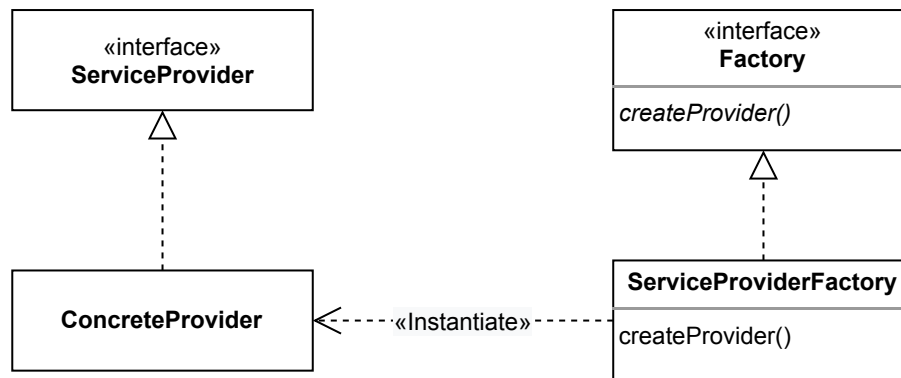 «interface»
ServiceProvider
«interface»
Factory
createProvider()
ConcreteProvider
«Instantiate»
ServiceProviderFactory
createProvider()